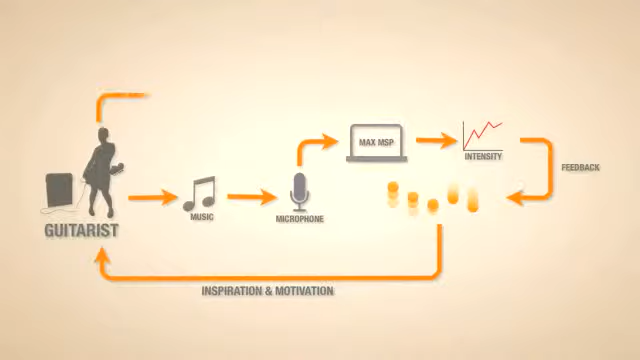 MAX MSP
INTENSITY
FEEDBACK
MUSIC
MICROPHONE
GUITARIST
INSPIRATION & MOTIVATION